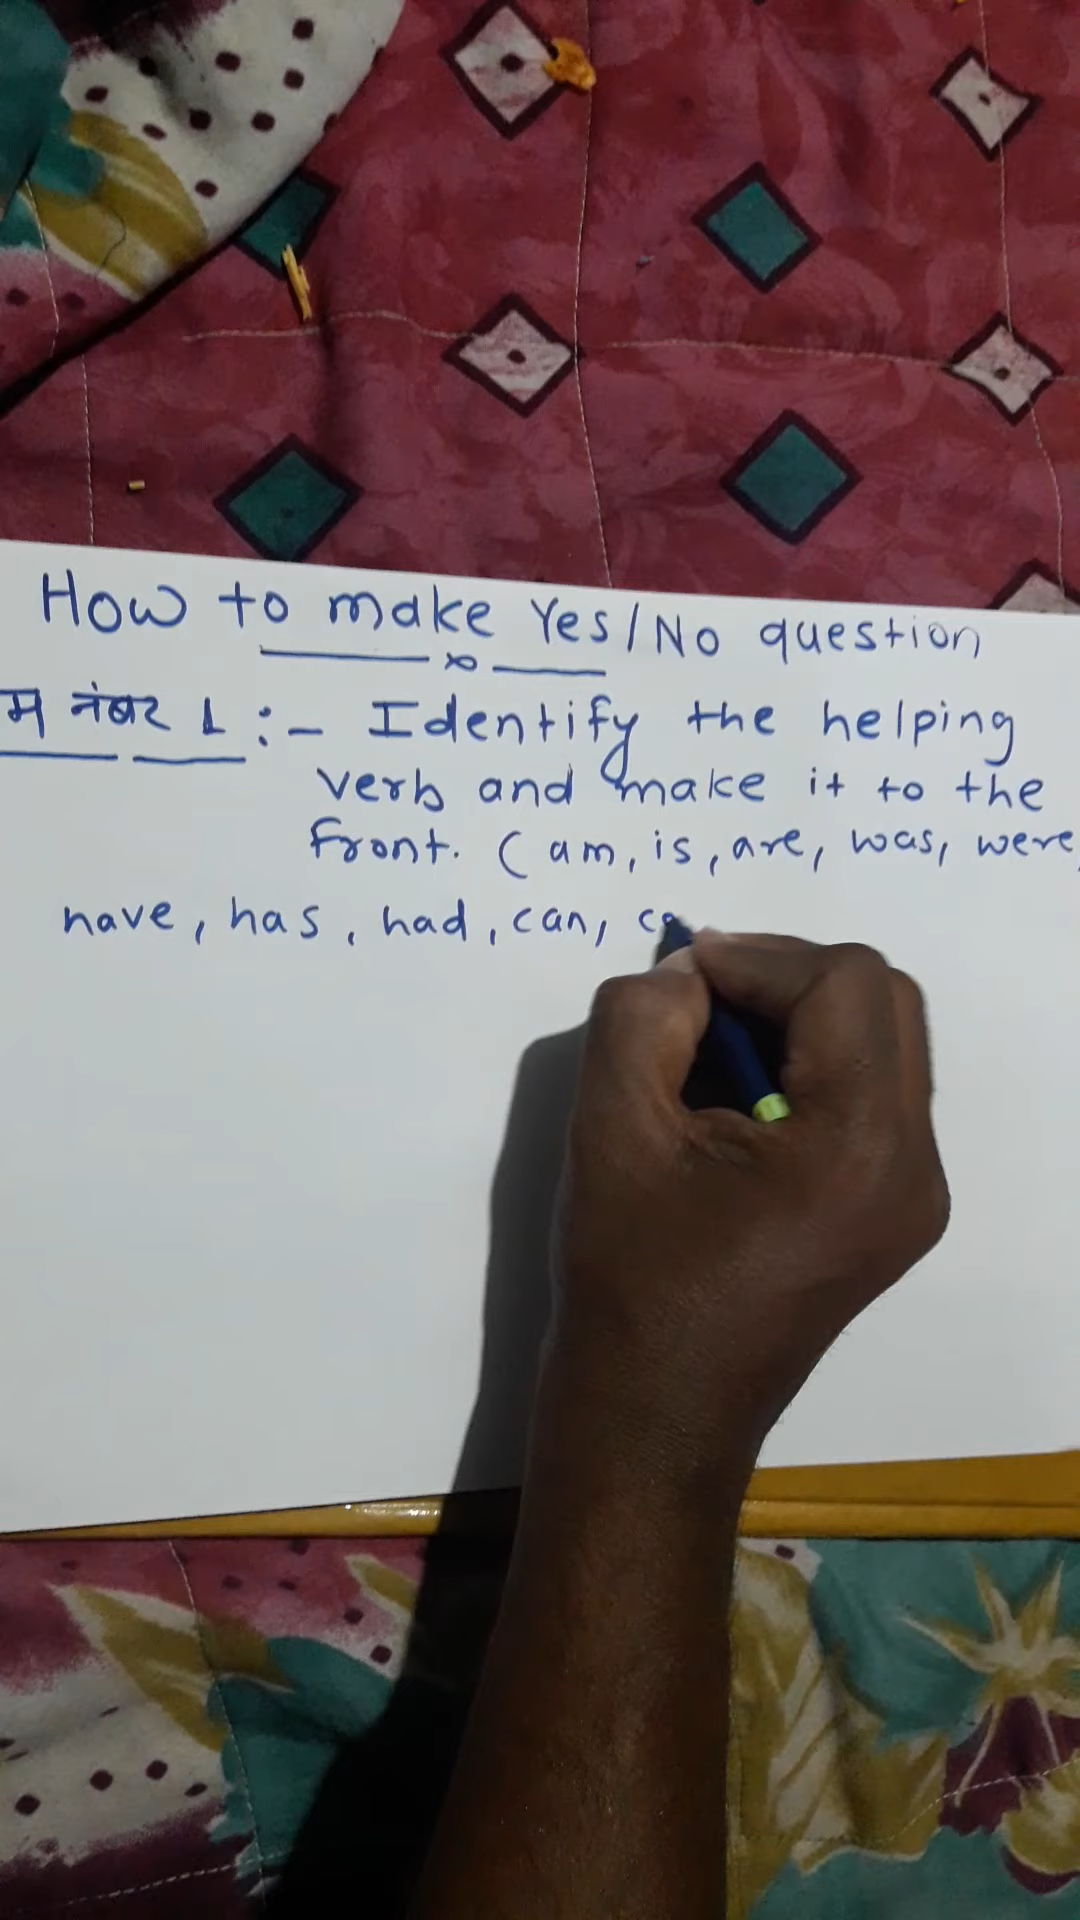 How to make Yes/No question
म नंबर 1 :- Identify the helping
verb and make it to the
front. (am, is, are, was, were,
have, has, had, can, co